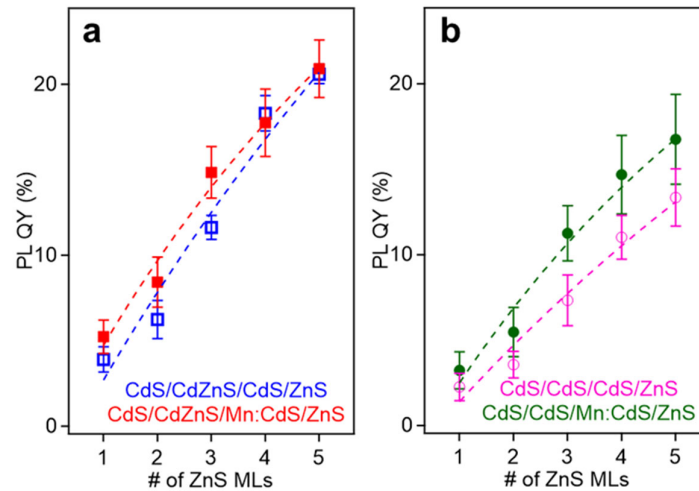 a
20
10
0
PL QY (%)
CdS/CdZnS/CdS/ZnS
CdS/CdZnS/Mn:CdS/ZnS
1 2 3 4 5
# of ZnS MLs
b
20
10
0
PL QY (%)
CdS/CdS/CdS/ZnS
CdS/CdS/Mn:CdS/ZnS
1 2 3 4 5
# of ZnS MLs